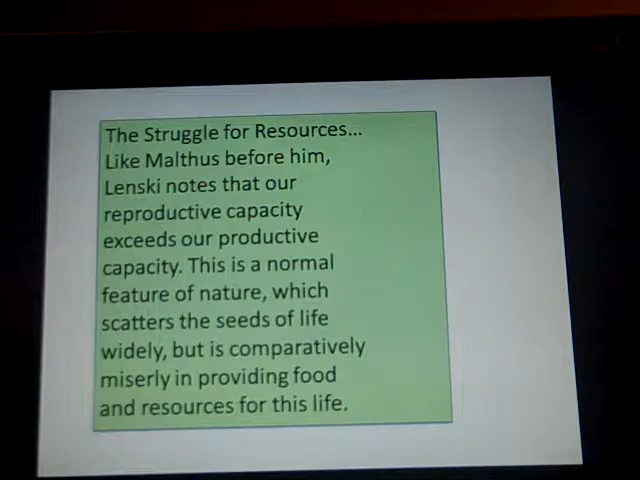 The Struggle for Resources...
Like Malthus before him,
Lenski notes that our
reproductive capacity
exceeds our productive
capacity. This is a normal
feature of nature, which
scatters the seeds of life
widely, but is comparatively
miserly in providing food
and resources for this life.